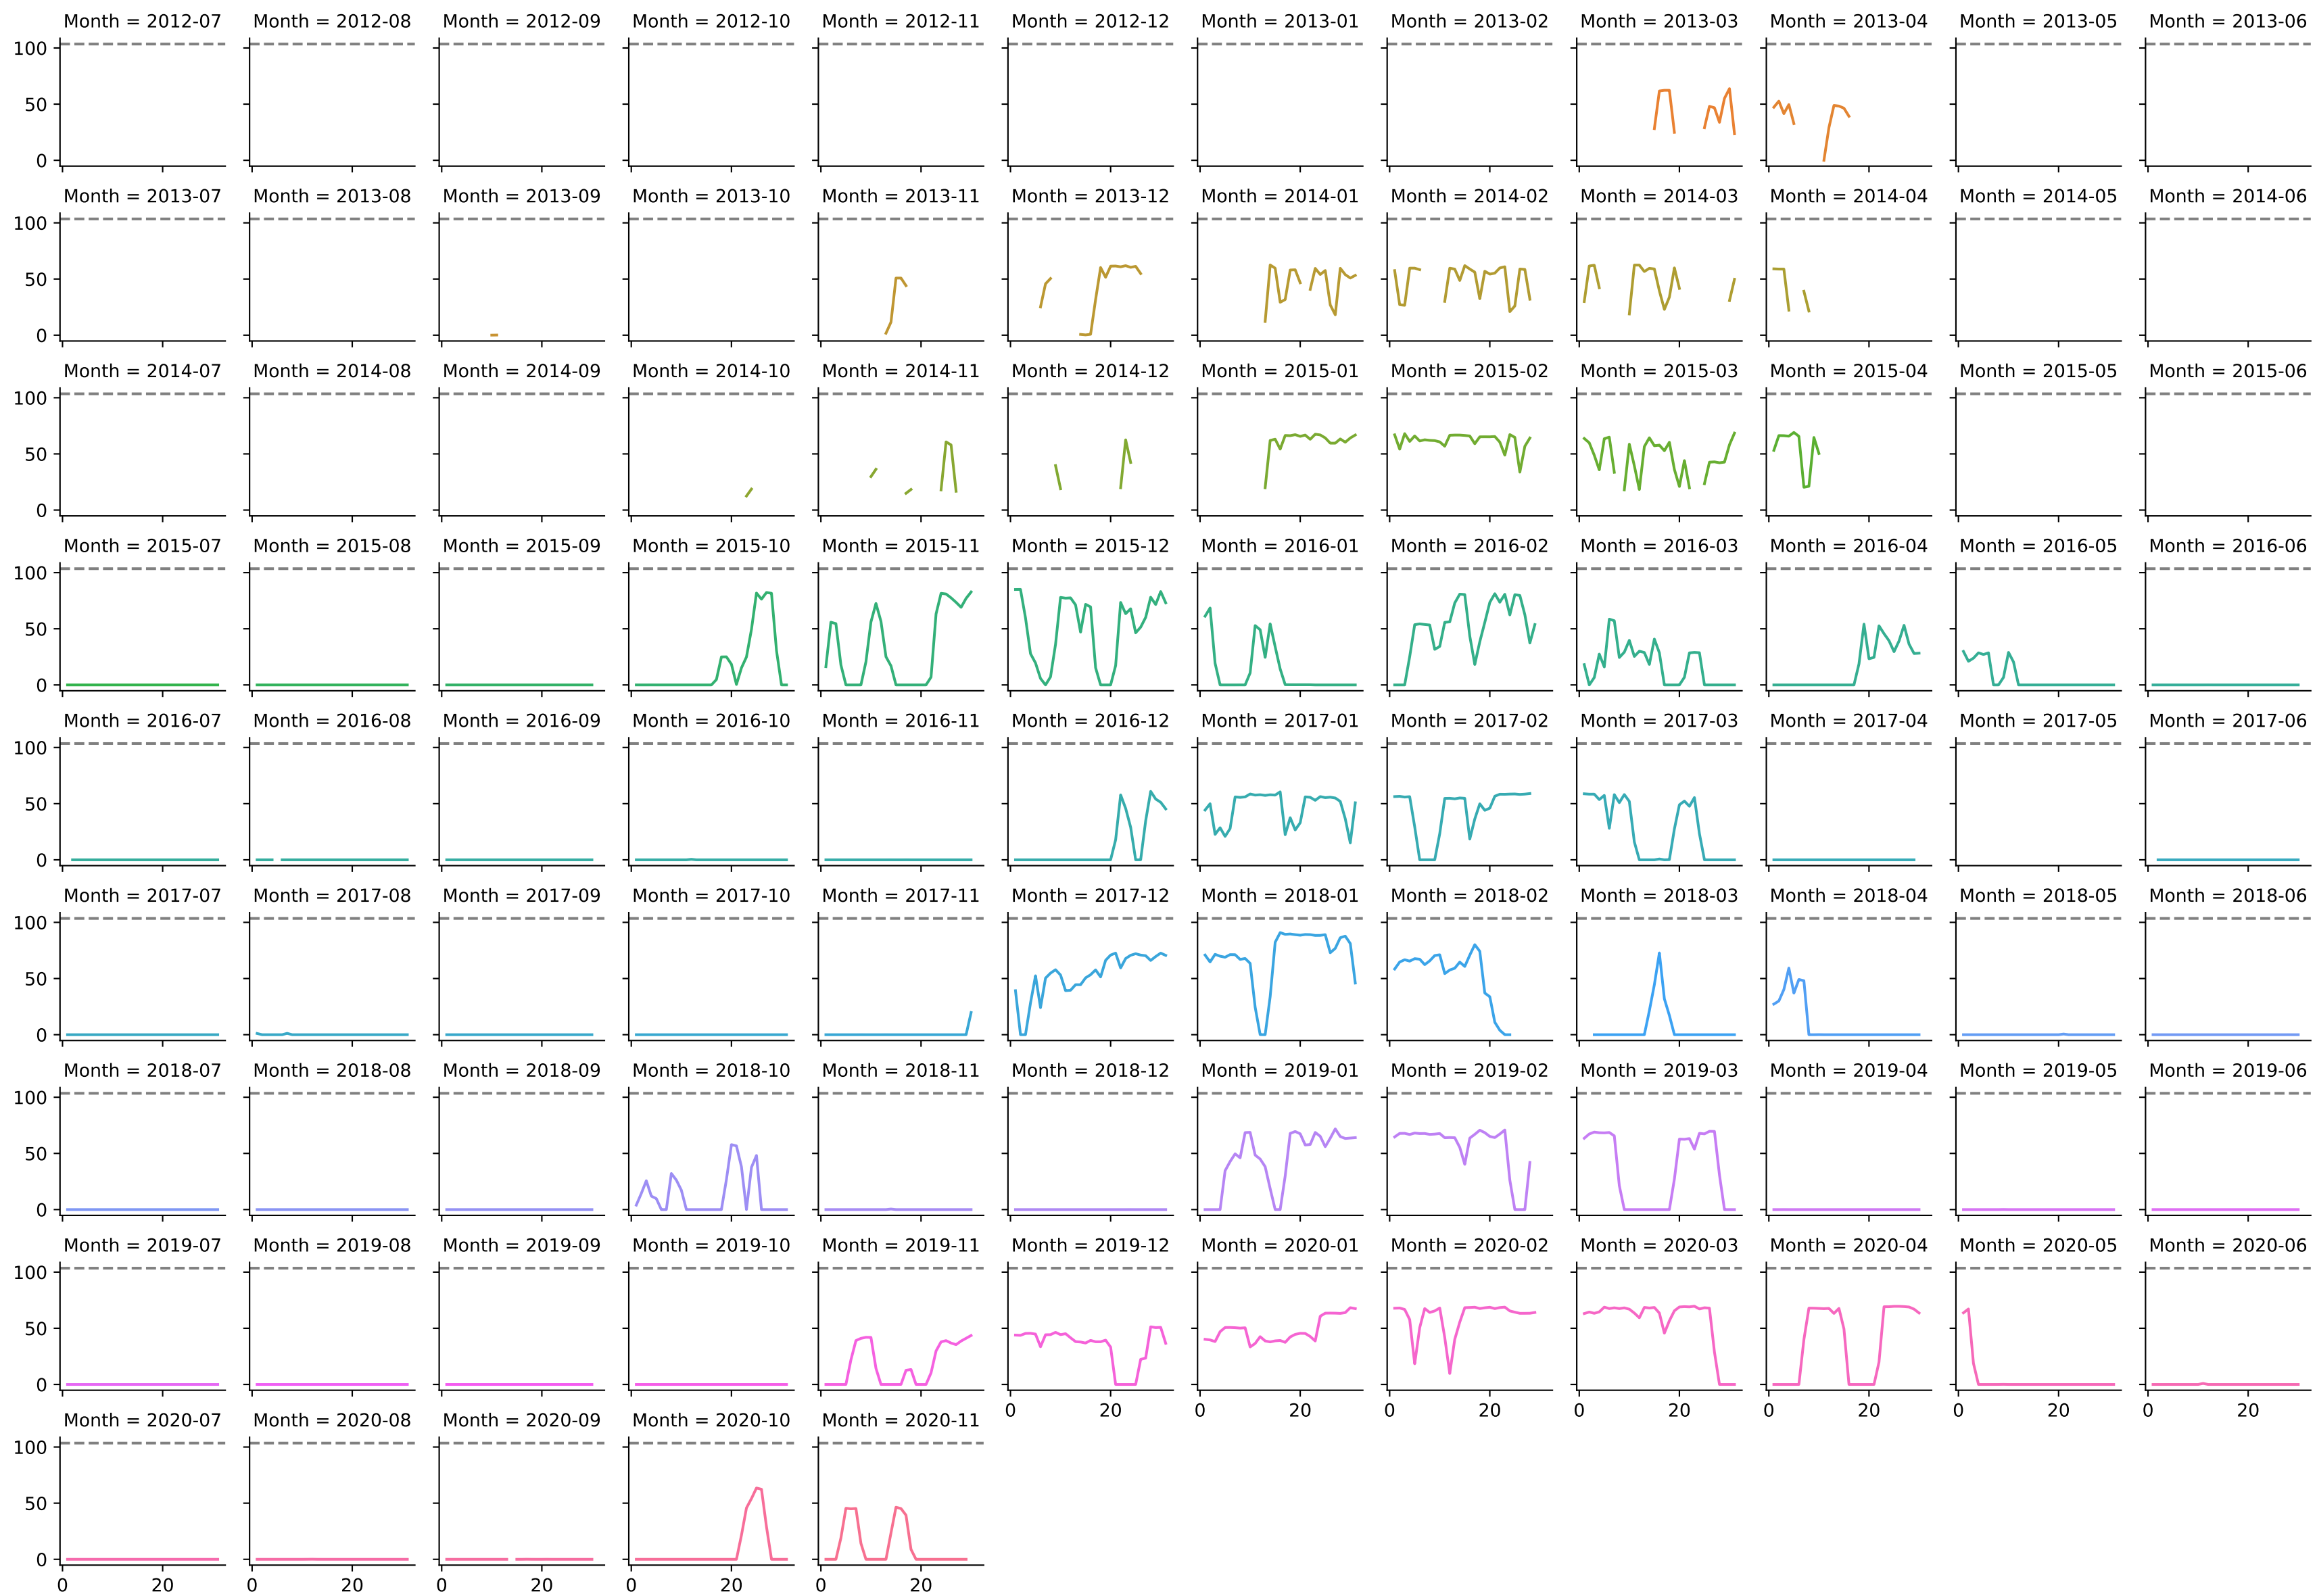 Month = 2012-07 Month = 2012-08 Month = 2012-09 Month = 2012-10 Month = 2012-11 Month = 2012-12 Month = 2013-01 Month = 2013-02 Month = 2013-03 Month = 2013-04 Month = 2013-05 Month = 2013-06
100
50
0
Month = 2013-07 Month = 2013-08 Month = 2013-09 Month = 2013-10 Month = 2013-11 Month = 2013-12 Month = 2014-01 Month = 2014-02 Month = 2014-03 Month = 2014-04 Month = 2014-05 Month = 2014-06
100
50
0
Month = 2014-07 Month = 2014-08 Month = 2014-09 Month = 2014-10 Month = 2014-11 Month = 2014-12 Month = 2015-01 Month = 2015-02 Month = 2015-03 Month = 2015-04 Month = 2015-05 Month = 2015-06
100
50
0
Month = 2015-07 Month = 2015-08 Month = 2015-09 Month = 2015-10 Month = 2015-11 Month = 2015-12 Month = 2016-01 Month = 2016-02 Month = 2016-03 Month = 2016-04 Month = 2016-05 Month = 2016-06
100
50
0
Month = 2016-07 Month = 2016-08 Month = 2016-09 Month = 2016-10 Month = 2016-11 Month = 2016-12 Month = 2017-01 Month = 2017-02 Month = 2017-03 Month = 2017-04 Month = 2017-05 Month = 2017-06
100
50
0
Month = 2017-07 Month = 2017-08 Month = 2017-09 Month = 2017-10 Month = 2017-11 Month = 2017-12 Month = 2018-01 Month = 2018-02 Month = 2018-03 Month = 2018-04 Month = 2018-05 Month = 2018-06
100
50
0
Month = 2018-07 Month = 2018-08 Month = 2018-09 Month = 2018-10 Month = 2018-11 Month = 2018-12 Month = 2019-01 Month = 2019-02 Month = 2019-03 Month = 2019-04 Month = 2019-05 Month = 2019-06
100
50
0
Month = 2019-07 Month = 2019-08 Month = 2019-09 Month = 2019-10 Month = 2019-11 Month = 2019-12 Month = 2020-01 Month = 2020-02 Month = 2020-03 Month = 2020-04 Month = 2020-05 Month = 2020-06
100
50
0
0 20 0 20 0 20 0 20 0 20 0 20 0 20
Month = 2020-07 Month = 2020-08 Month = 2020-09 Month = 2020-10 Month = 2020-11
100
50
0
0 20 0 20 0 20 0 20 0 20